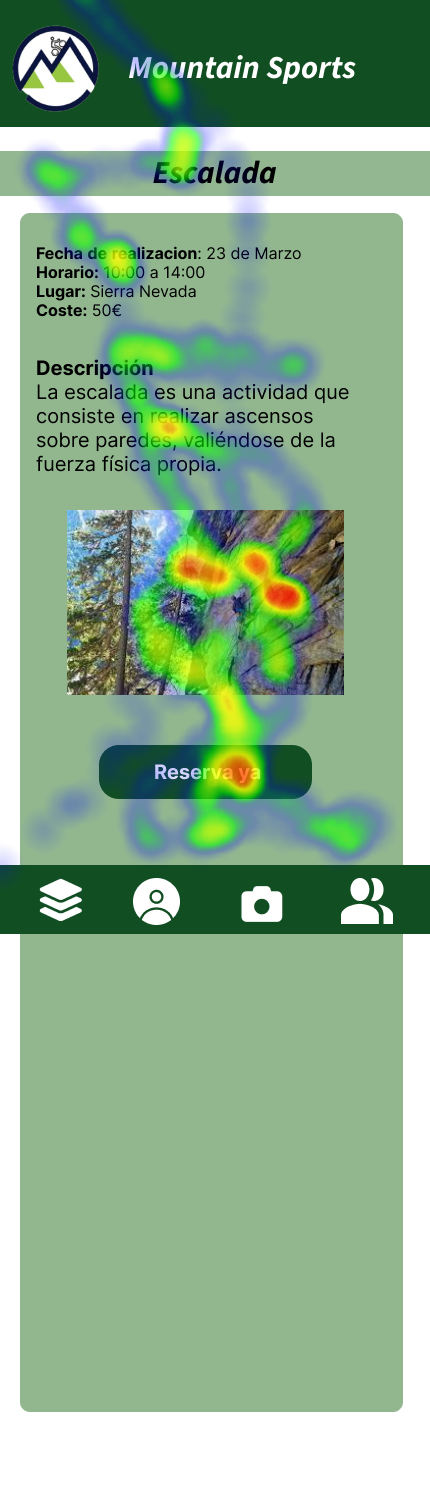 Mountain Sports
Escalada
Fecha de realizacion: 23 de Marzo
Horario: 10:00 a 14:00
Lugar: Sierra Nevada
Coste: 50€
Descripción
La escalada es una actividad que
consiste en realizar ascensos
sobre paredes, valiéndose de la
fuerza física propia.
Reserva ya